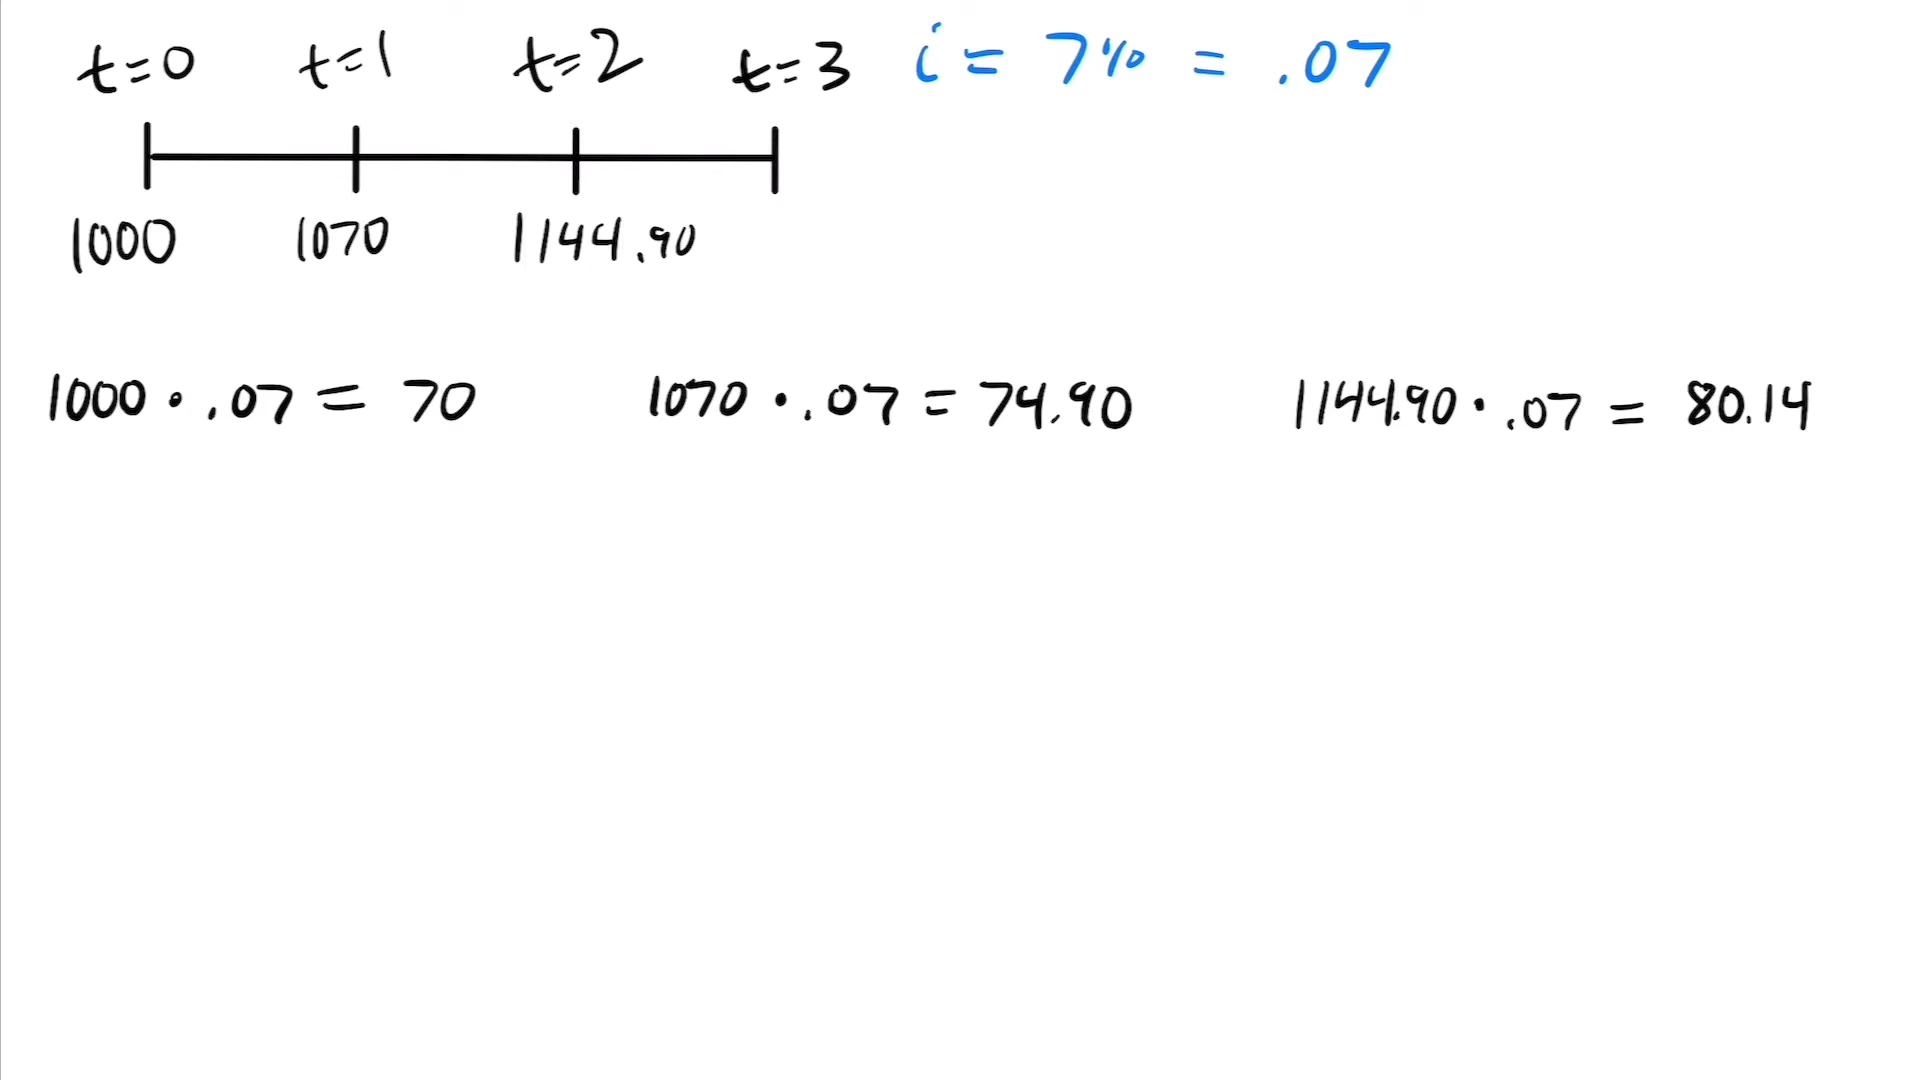 t=0 t=1 t=2 t=3 i = 7% = .07
1000 1070 1144.90
1000 · .07 = 70 1070 · .07 = 74.90 1144.90 · .07 = 80.14